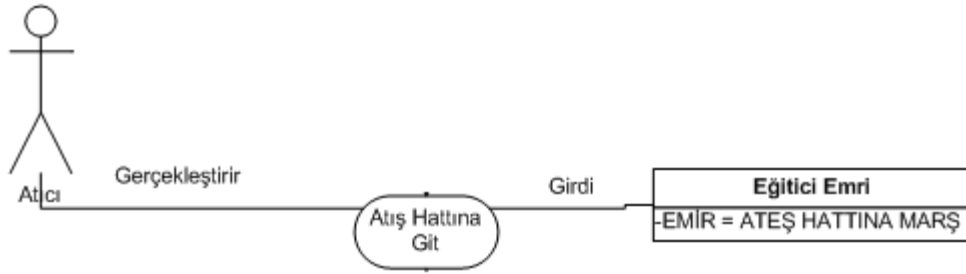 Atıcı
Gerçekleştirir
Atış Hattına
Git
Girdi
Eğitici Emri
-EMİR = ATEŞ HATTINA MARŞ